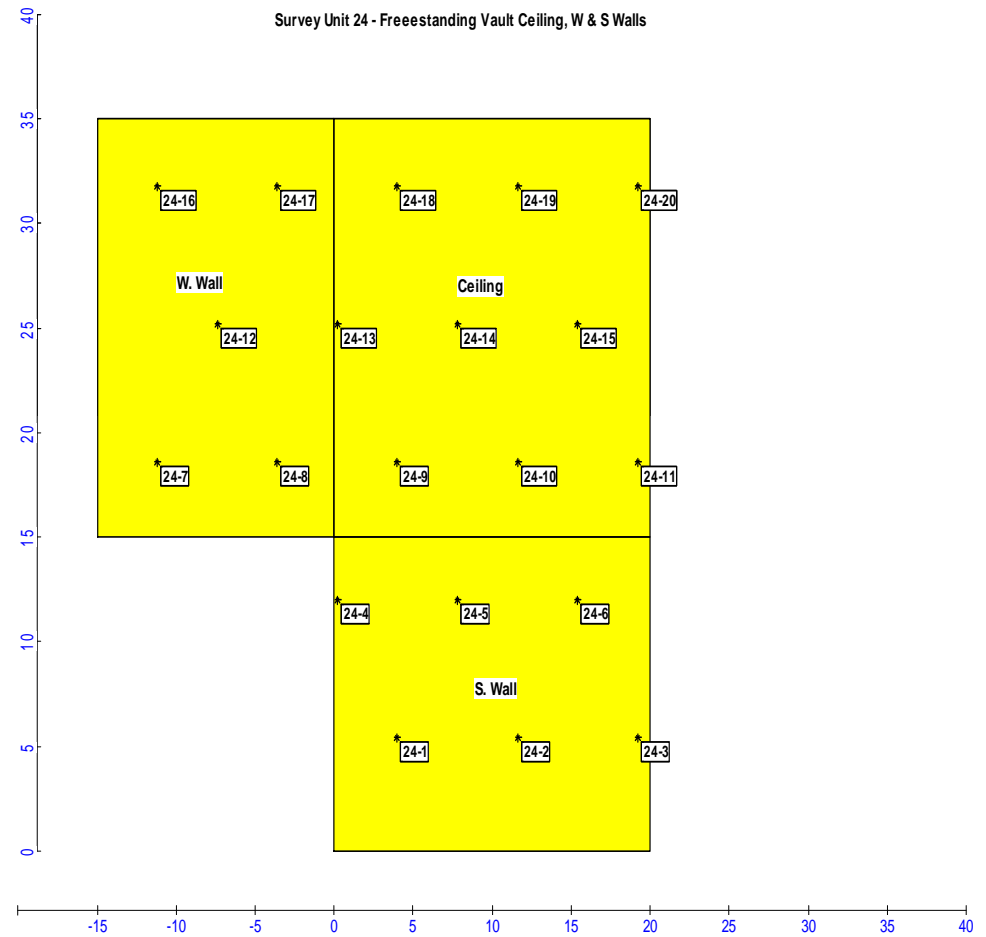 Survey Unit 24 - Freeestanding Vault Ceiling, W & S Walls
40
35
24-16 24-17 24-18 24-19 24-20
30
W. Wall Ceiling
25
24-12 24-13 24-14 24-15
20
24-7 24-8 24-9 24-10 24-11
15
24-4 24-5 24-6
10
S. Wall
5
24-1 24-2 24-3
0
-15 -10 -5 0 5 10 15 20 25 30 35 40